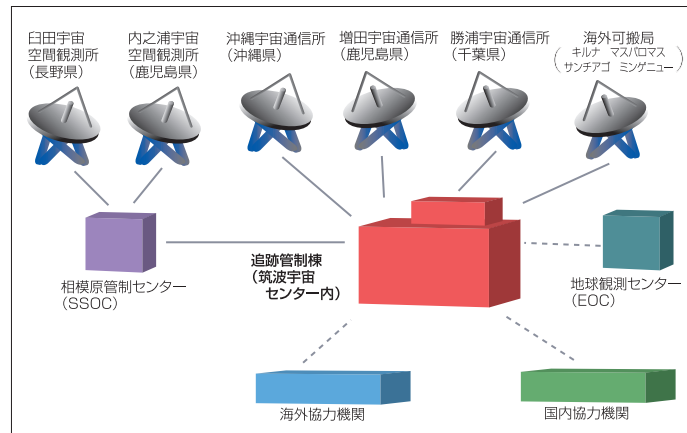 臼田宇宙
空間観測所
(長野県)
内之浦宇宙
空間観測所
(鹿児島県)
沖縄宇宙通信所
(沖縄県)
増田宇宙通信所
(鹿児島県)
勝浦宇宙通信所
(千葉県)
海外可搬局
(キルナ マスパロマス
サンチアゴ ミンゲニュー)
相模原管制センター
(SSOC)
追跡管制棟
(筑波宇宙
センター内)
地球観測センター
(EOC)
海外協力機関
国内協力機関